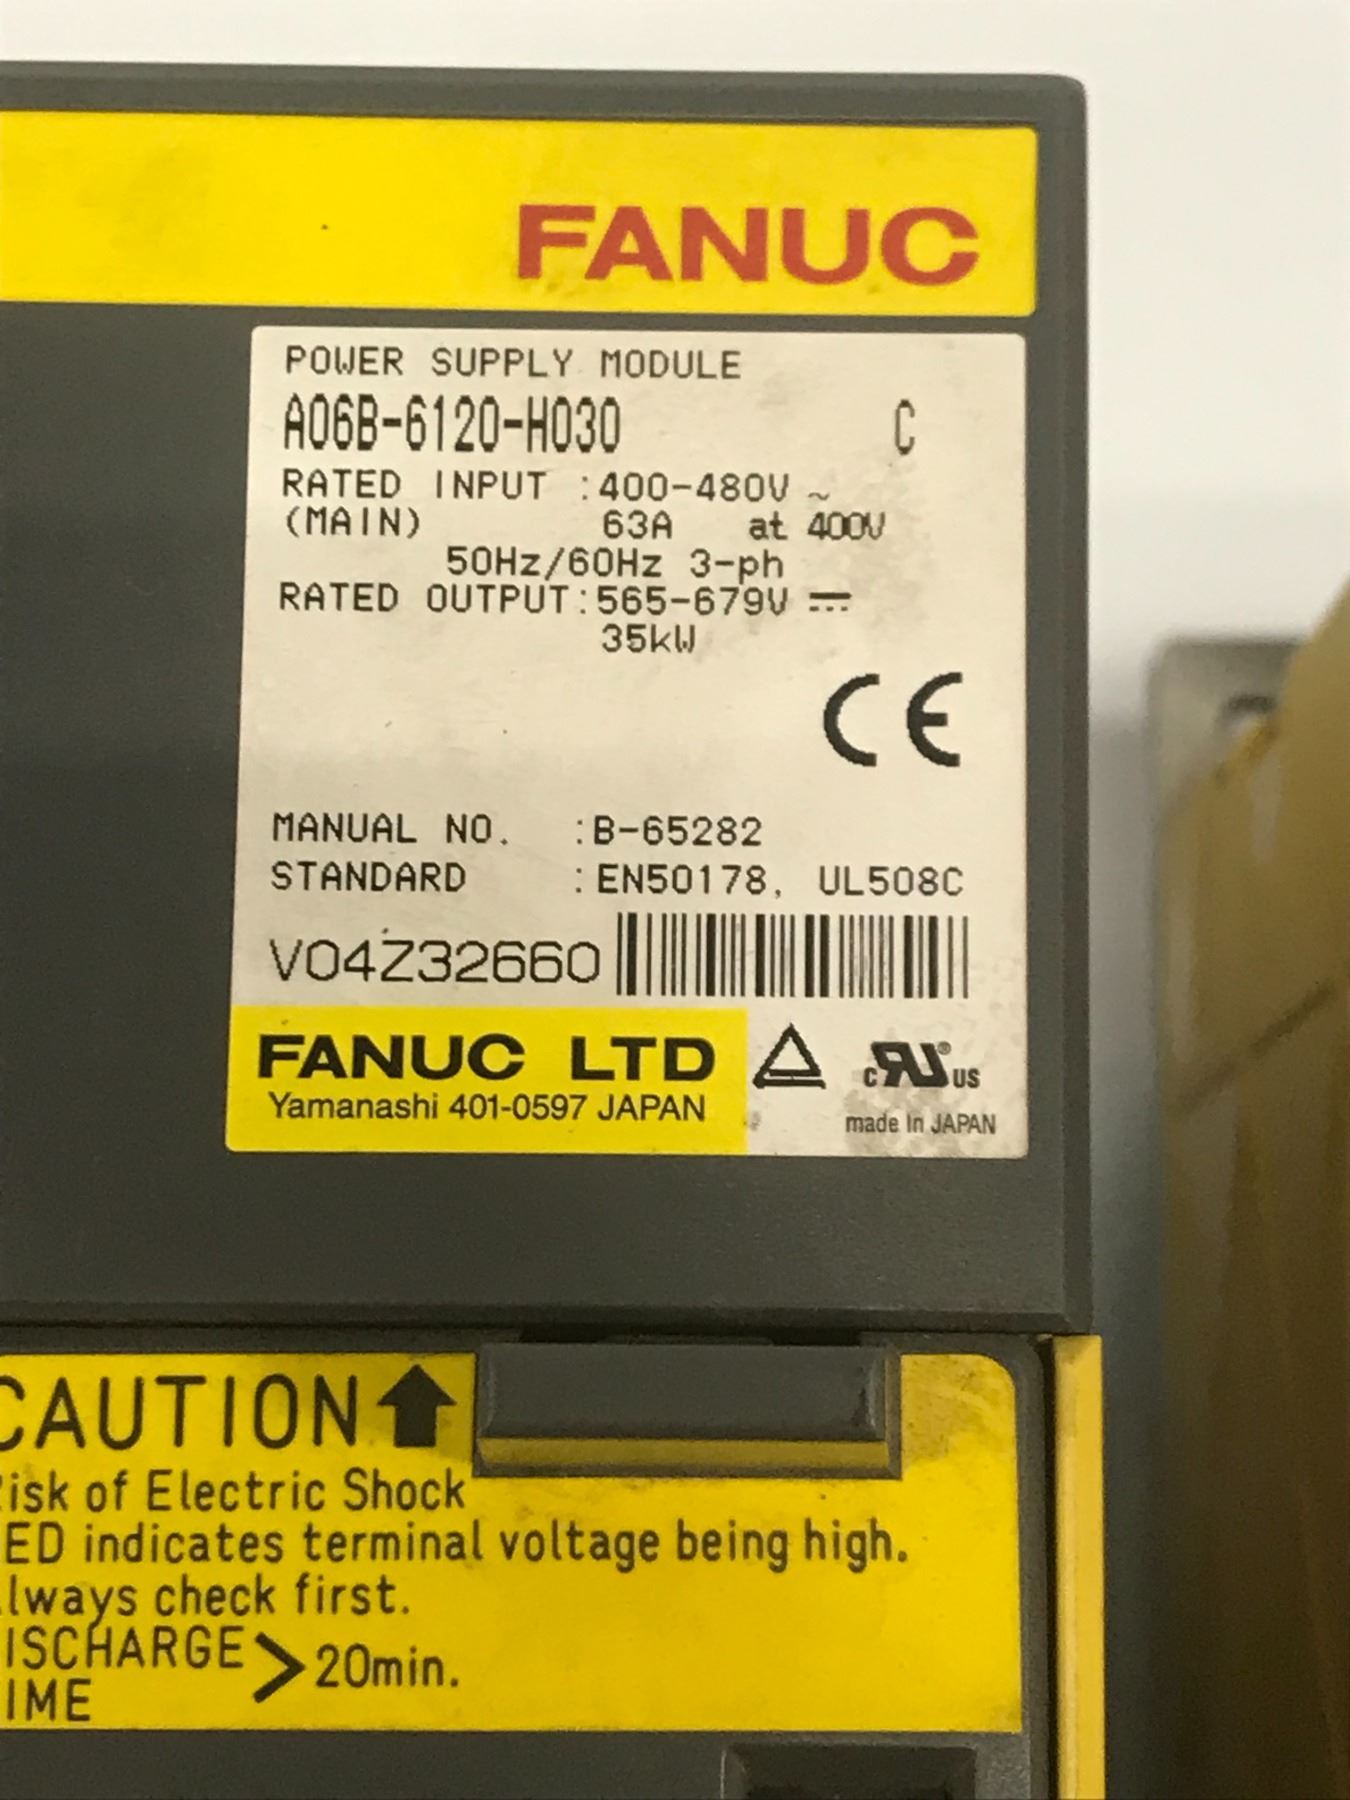 FANUC
POWER SUPPLY MODULE
A06B-6120-H030 C
RATED INPUT :400-480V ~
(MAIN) 63A at 400V
50Hz/60Hz 3-ph
RATED OUTPUT:565-679V ⎓
35kW
CE
MANUAL NO. :B-65282
STANDARD :EN50178, UL508C
V04Z32660
FANUC LTD
Yamanashi 401-0597 JAPAN
c RU ® US
made In JAPAN
CAUTION
isk of Electric Shock
ED indicates terminal voltage being high.
lways check first.
ISCHARGE > 20min.
IME